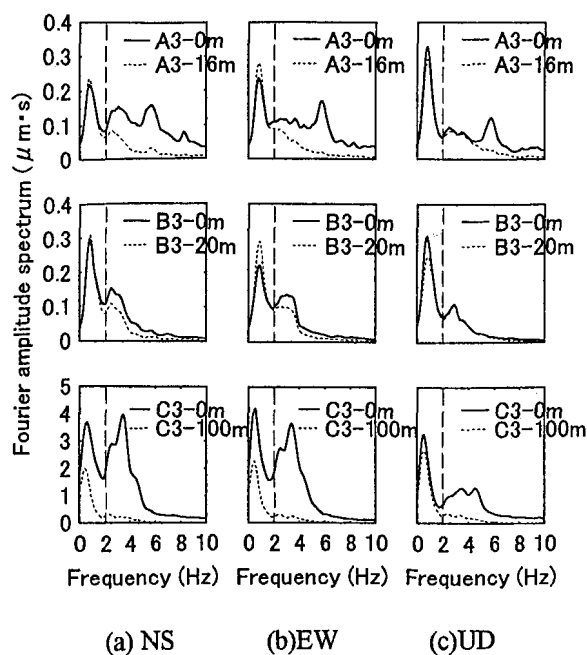 Fourier amplitude spectrum (μm·s)
0.4
0.3
0.2
0.1
0
A3-0m
A3-16m
A3-0m
A3-16m
A3-0m
A3-16m
0.4
0.3
0.2
0.1
0
B3-0m
B3-20m
B3-0m
B3-20m
B3-0m
B3-20m
5
4
3
2
1
0
C3-0m
C3-100m
C3-0m
C3-100m
C3-0m
C3-100m
0 2 4 6 8 10
0 2 4 6 8 10
0 2 4 6 8 10
Frequency (Hz)
Frequency (Hz)
Frequency (Hz)
(a) NS
(b)EW
(c)UD